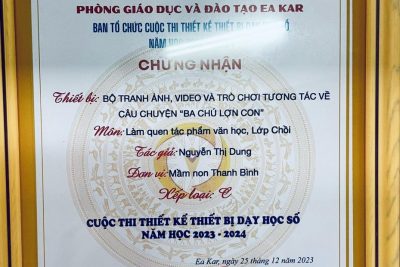 PHÒNG GIÁO DỤC VÀ ĐÀO TẠO EA KAR
BAN TỔ CHỨC CUỘC THI THIẾT KẾ THIẾT BỊ DẠY HỌC SỐ
NĂM HỌC
CHỨNG NHẬN
Thiết bị: BỘ TRANH ẢNH, VIDEO VÀ TRÒ CHƠI TƯƠNG TÁC VỀ
CÂU CHUYỆN "BA CHÚ LỢN CON"
Môn: Làm quen tác phẩm văn học, Lớp Chồi
Tác giả: Nguyễn Thị Dung
Đơn vị: Mầm non Thanh Bình
Xếp loại: C
CUỘC THI THIẾT KẾ THIẾT BỊ DẠY HỌC SỐ
NĂM HỌC 2023 - 2024
Ea Kar, ngày 25 tháng 12 năm 2023